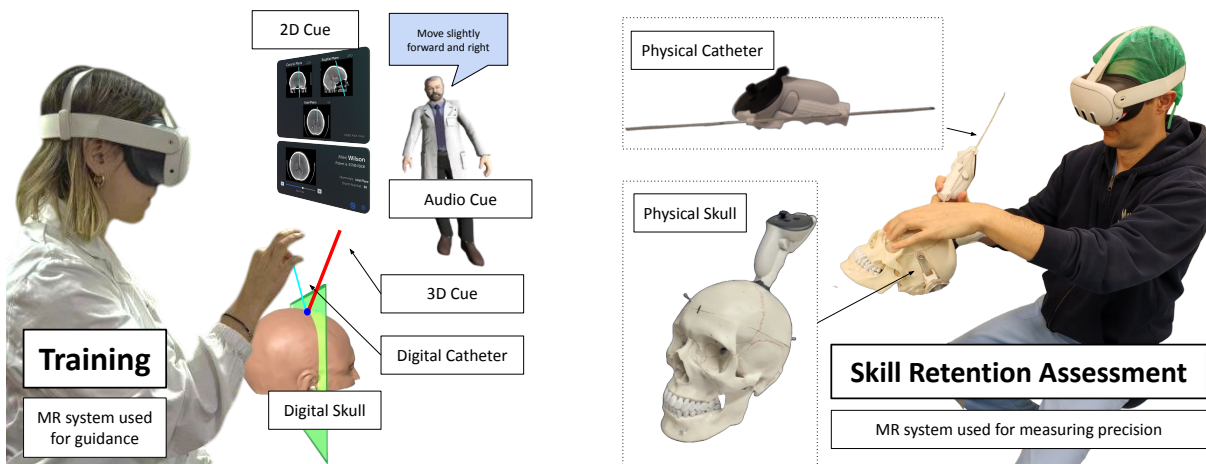 2D Cue
Move slightly
forward and right
Wilson
Audio Cue
3D Cue
Digital Catheter
Digital Skull
Training
MR system used
for guidance
Physical Catheter
Physical Skull
Skill Retention Assessment
MR system used for measuring precision